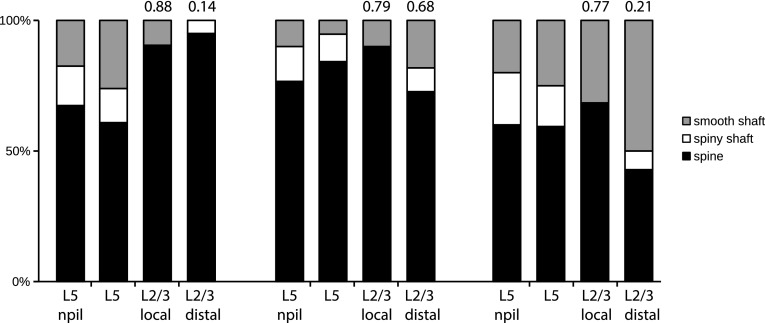 0.88 0.14 0.79 0.68 0.77 0.21
100%
smooth shaft
spiny shaft
50%
spine
0%
L5 L5 L2/3 L2/3 L5 L5 L2/3 L2/3 L5 L5 L2/3 L2/3
npil local distal npil local distal npil local distal